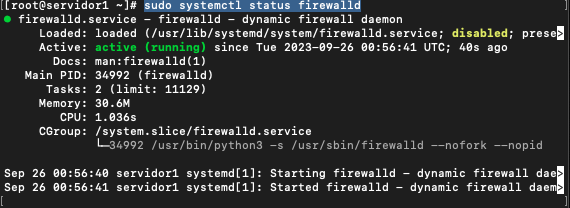 [root@servidor1 ~]# sudo systemctl status firewalld
● firewalld.service - firewalld - dynamic firewall daemon
Loaded: loaded (/usr/lib/systemd/system/firewalld.service; disabled; prese>
Active: active (running) since Tue 2023-09-26 00:56:41 UTC; 40s ago
Docs: man:firewalld(1)
Main PID: 34992 (firewalld)
Tasks: 2 (limit: 11129)
Memory: 30.6M
CPU: 1.036s
CGroup: /system.slice/firewalld.service
└─34992 /usr/bin/python3 -s /usr/sbin/firewalld --nofork --nopid
Sep 26 00:56:40 servidor1 systemd[1]: Starting firewalld - dynamic firewall dae>
Sep 26 00:56:41 servidor1 systemd[1]: Started firewalld - dynamic firewall daem>